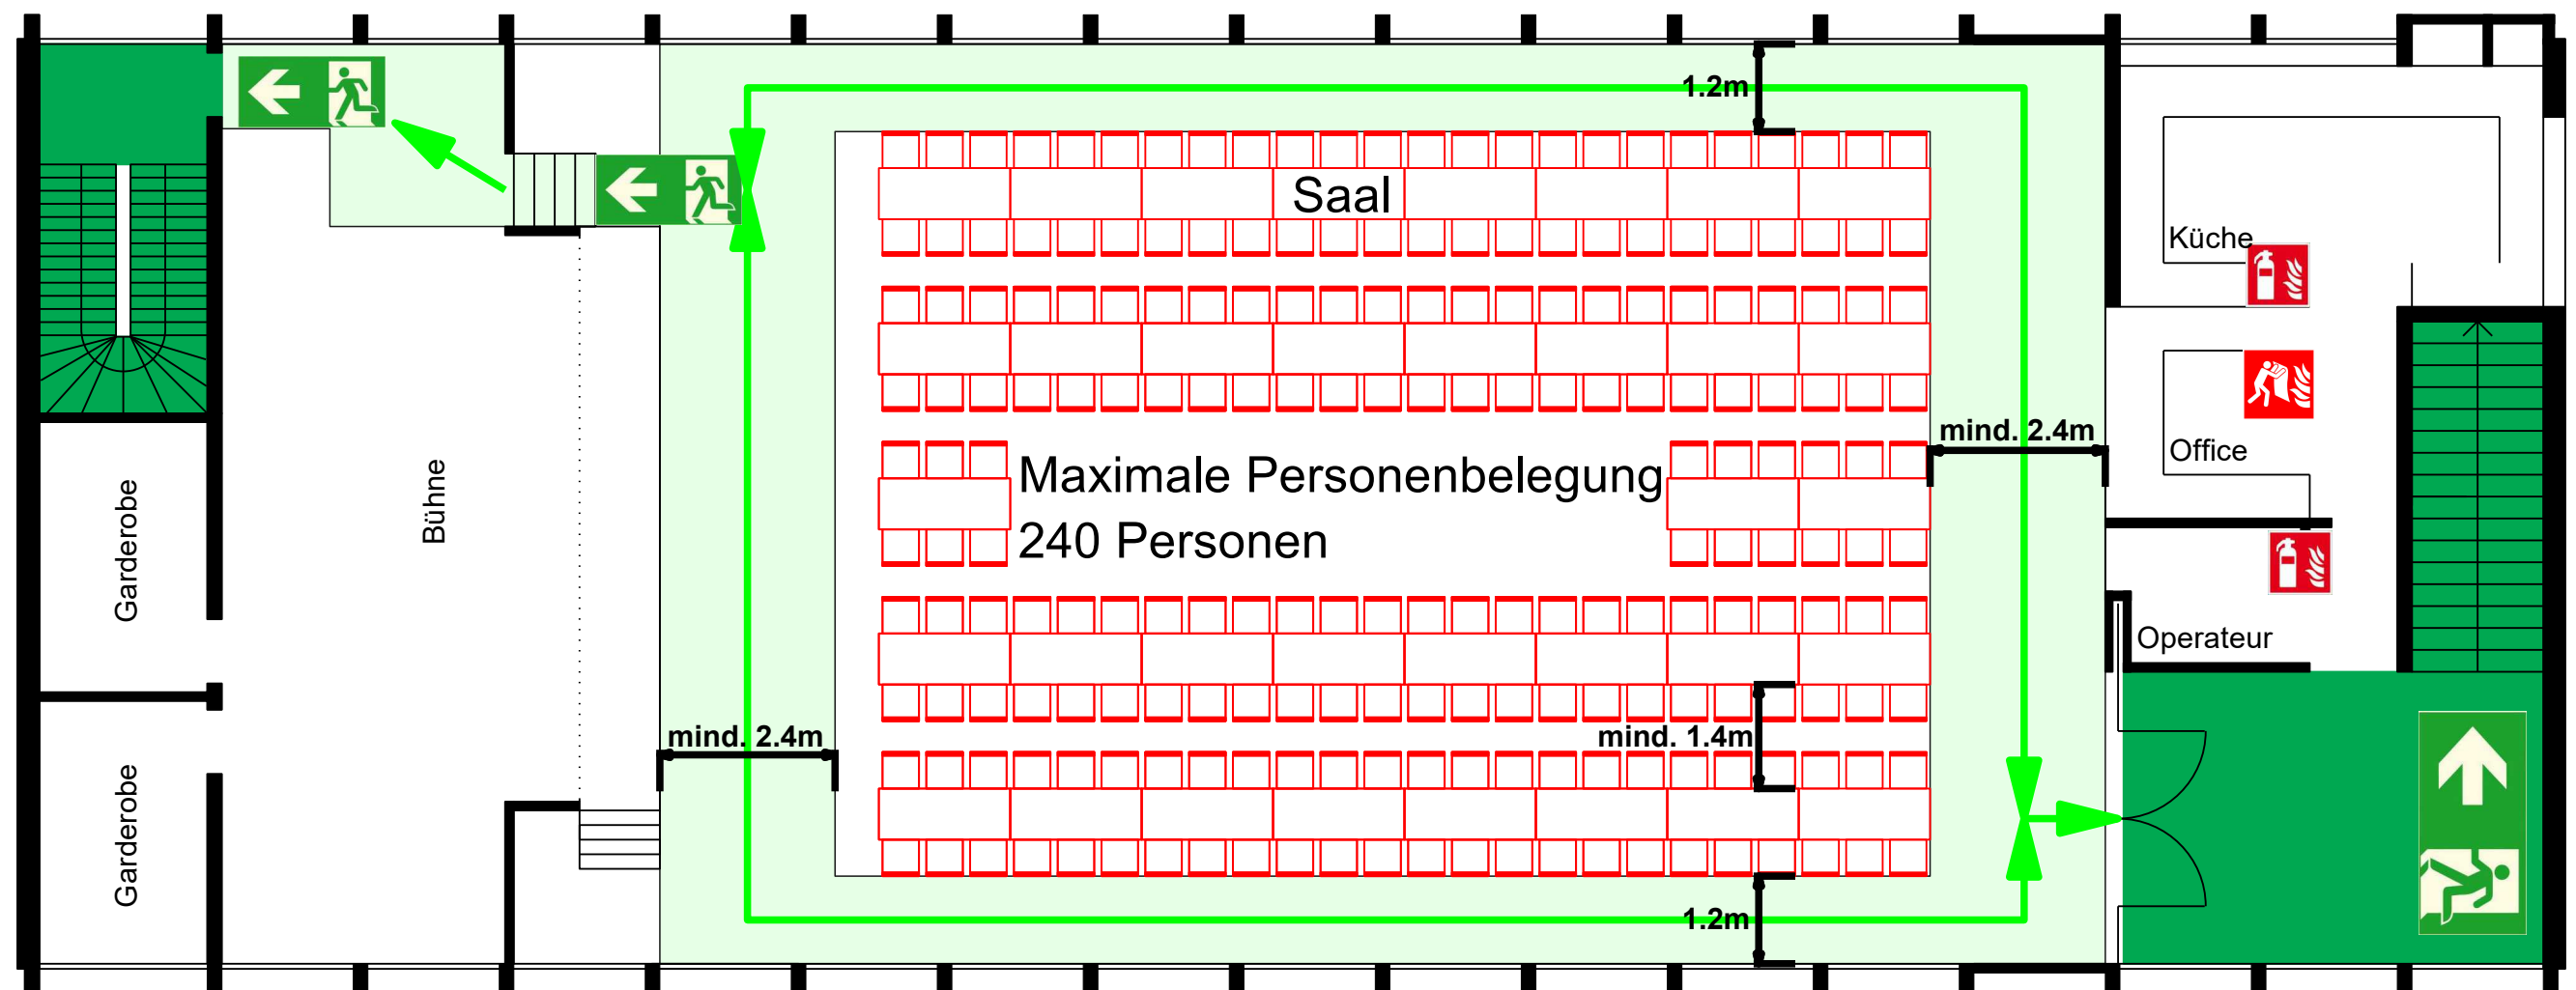 1.2m
Saal
Küche
mind. 2.4m
Office
Maximale Personenbelegung
240 Personen
Bühne
Garderobe
Operateur
mind. 2.4m
mind. 1.4m
Garderobe
1.2m